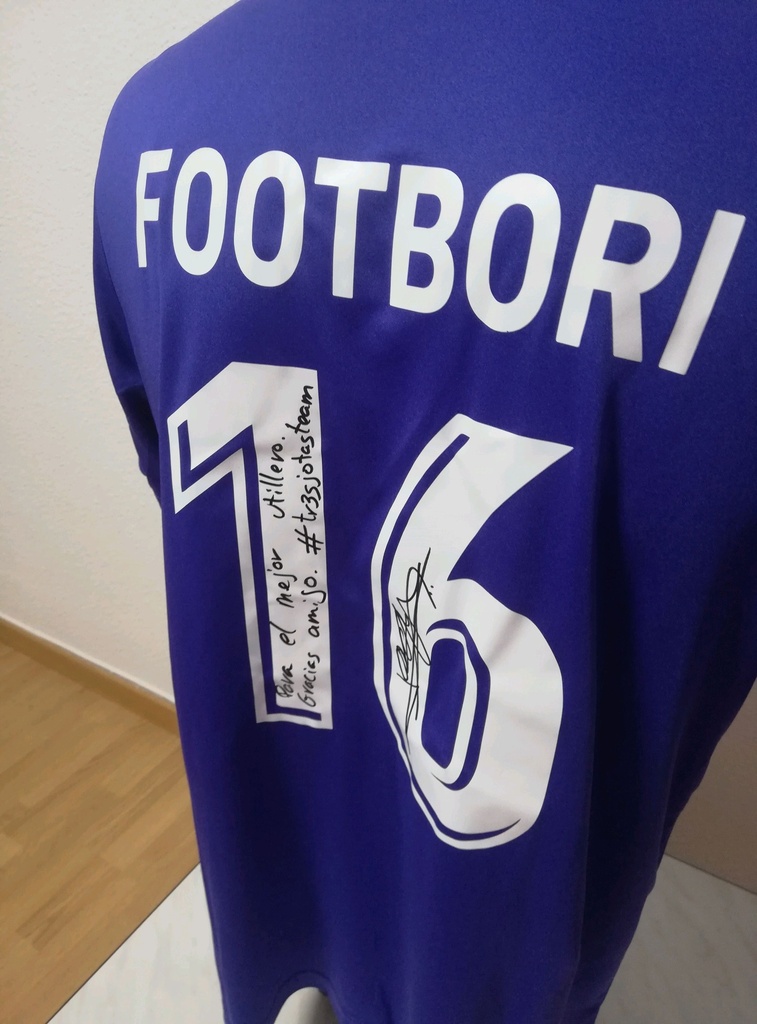 FOOTBORI
16
Para el mejor utillero.
Gracias amigo. #tr3sjotasteam